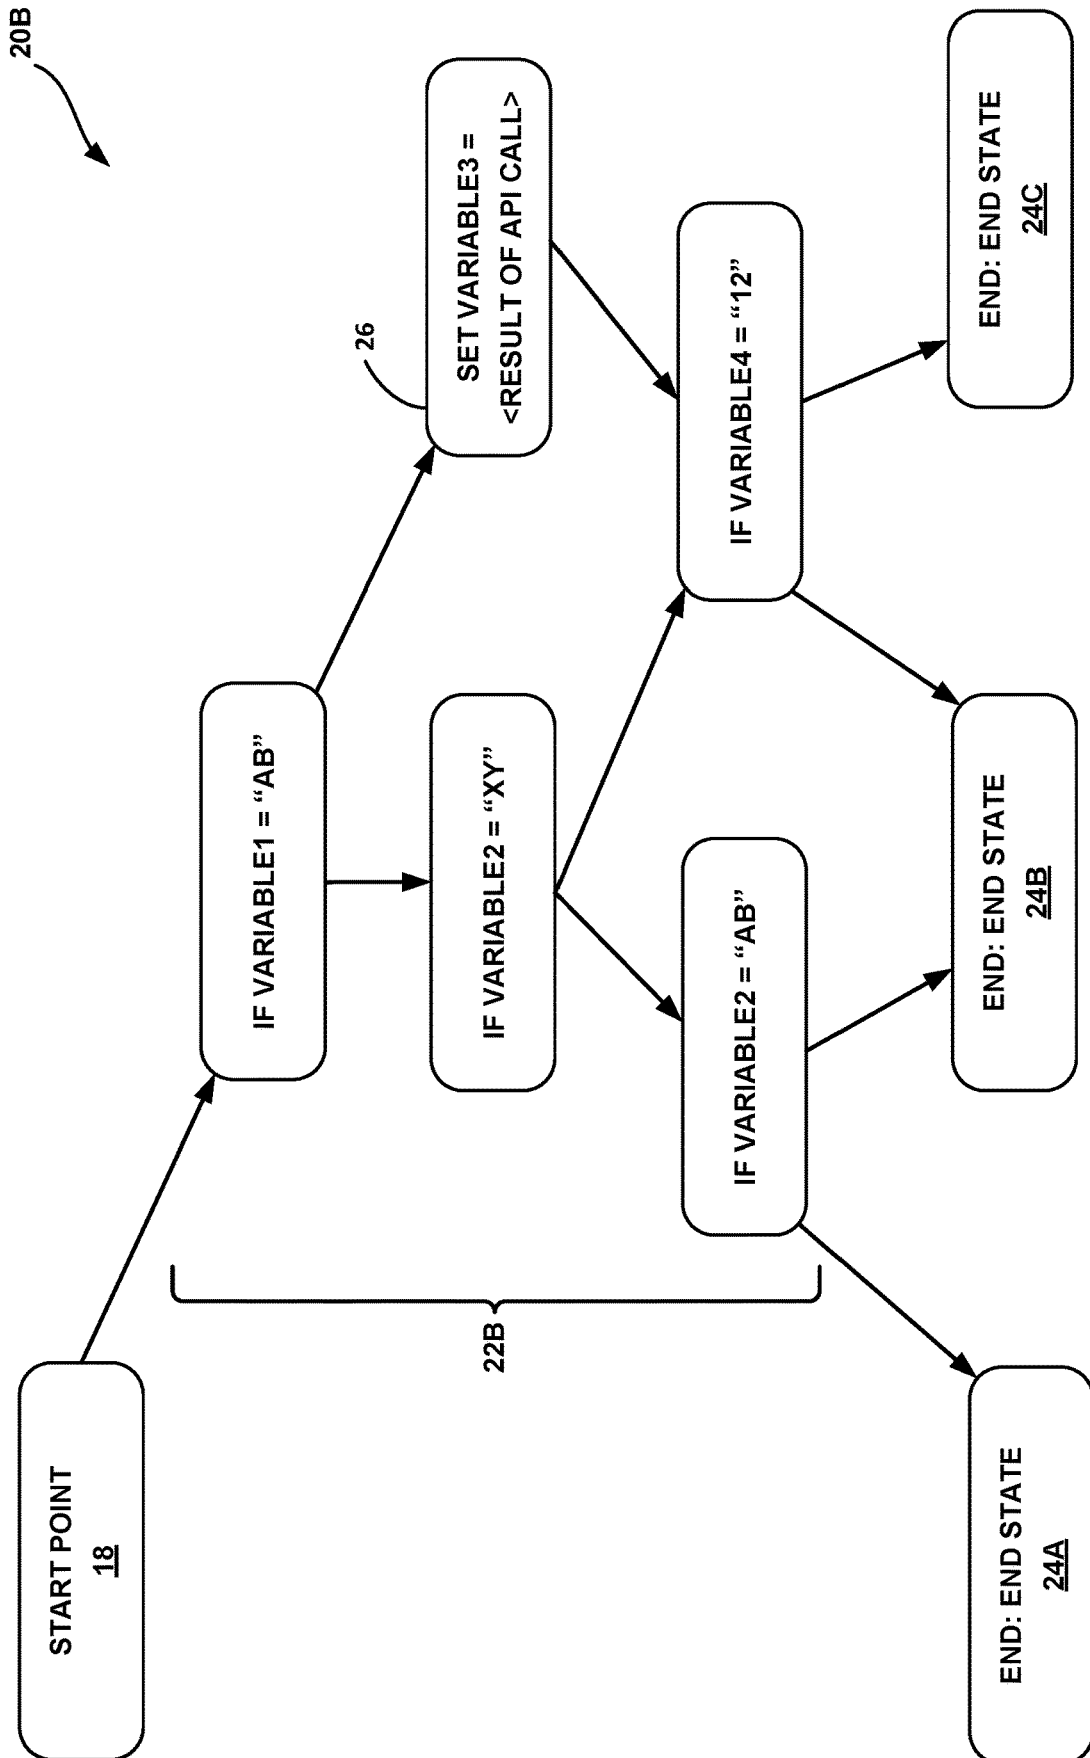 20B
START POINT
18
IF VARIABLE1 = “AB”
26
SET VARIABLE3 =
<RESULT OF API CALL>
IF VARIABLE2 = “XY”
22B
IF VARIABLE2 = “AB”
IF VARIABLE4 = “12”
END: END STATE
24A
END: END STATE
24B
END: END STATE
24C